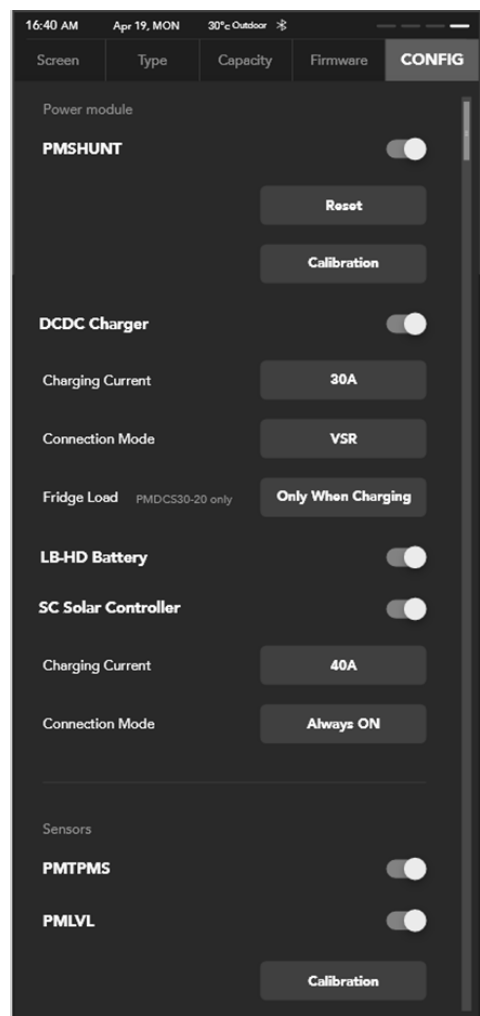 16:40 AM Apr 19, MON 30°c Outdoor
Screen Type Capacity Firmware CONFIG
Power module
PMSHUNT
Reset
Calibration
DCDC Charger
Charging Current 30A
Connection Mode VSR
Fridge Load PMDCS30-20 only Only When Charging
LB-HD Battery
SC Solar Controller
Charging Current 40A
Connection Mode Always ON
Sensors
PMTPMS
PMLVL
Calibration